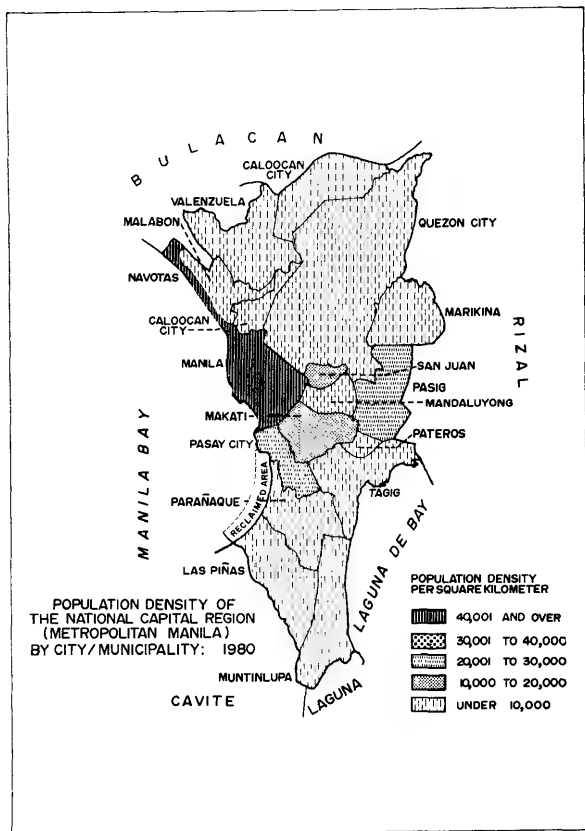 BULACAN
CALOOCAN
CITY
VALENZUELA
MALABON
QUEZON CITY
NAVOTAS
MARIKINA
CALOOCAN
CITY
RIZAL
MANILA
SAN JUAN
PASIG
MAKATI
MANDALUYONG
PASAY CITY
PATEROS
MANILA BAY
TAGIG
PARAÑAQUE
RECLAIMED AREA
LAGUNA DE BAY
LAS PIÑAS
POPULATION DENSITY OF
THE NATIONAL CAPITAL REGION
(METROPOLITAN MANILA)
BY CITY/MUNICIPALITY: 1980
POPULATION DENSITY
PER SQUARE KILOMETER
40,001 AND OVER
30,001 TO 40,000
20,001 TO 30,000
10,000 TO 20,000
UNDER 10,000
MUNTINLUPA
CAVITE
LAGUNA